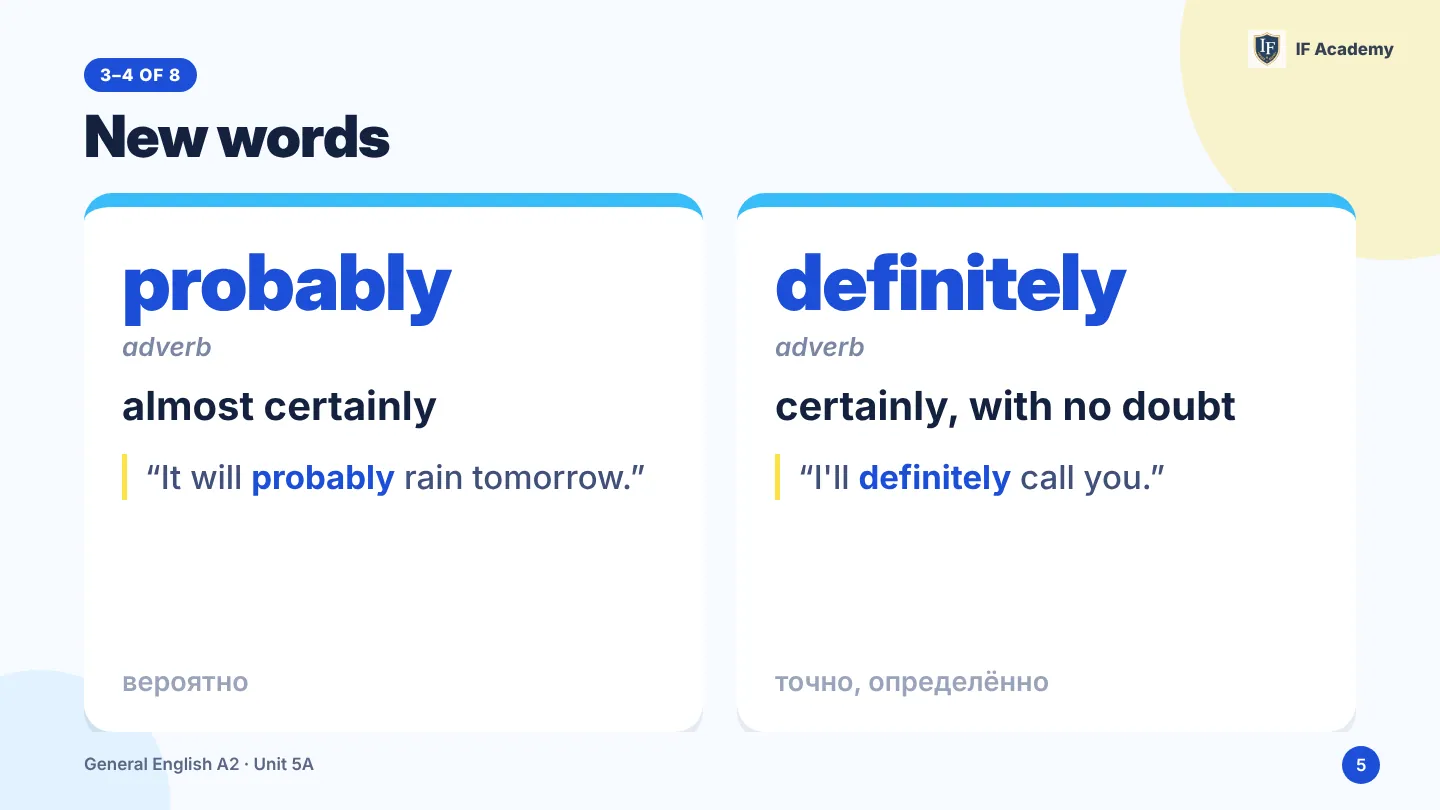 IF Academy
3–4 OF 8
New words
probably
adverb
almost certainly
“It will probably rain tomorrow.”
вероятно
definitely
adverb
certainly, with no doubt
“I'll definitely call you.”
точно, определённо
General English A2 · Unit 5A
5